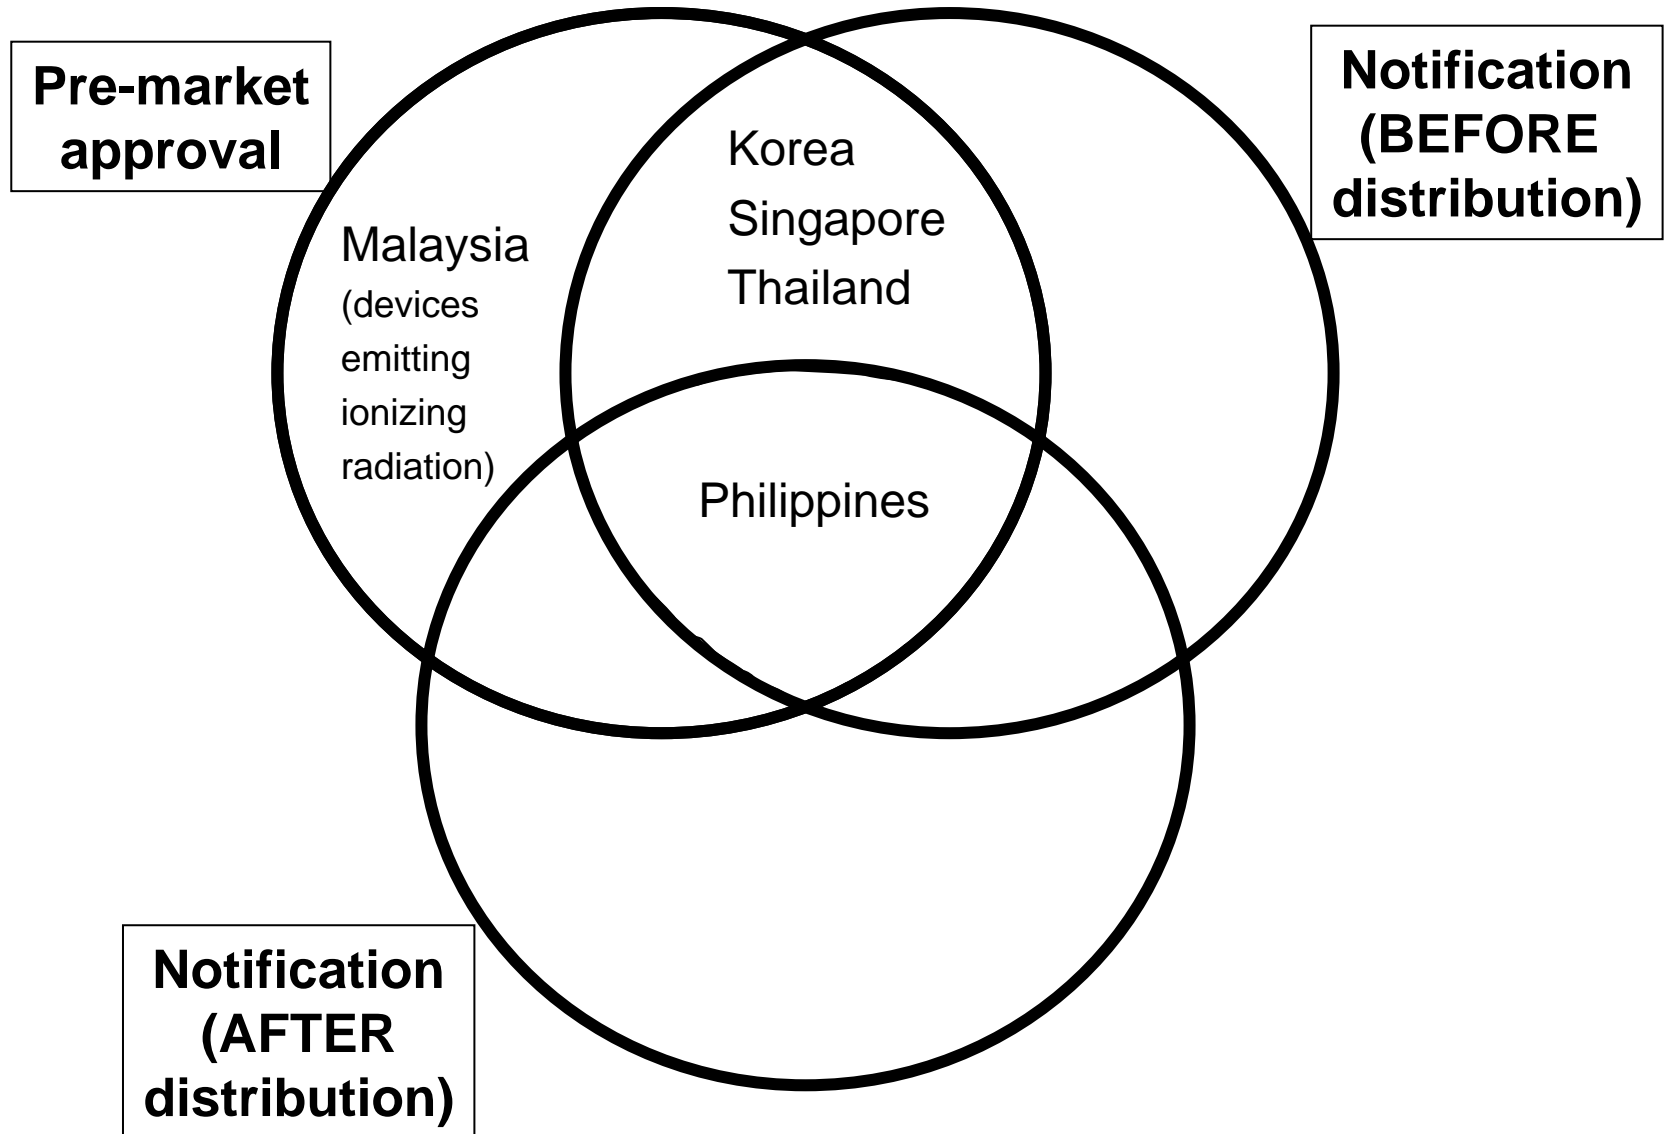 Pre-market
approval
Notification
(BEFORE
distribution)
Korea
Singapore
Thailand
Malaysia
(devices
emitting
ionizing
radiation)
Philippines
Notification
(AFTER
distribution)